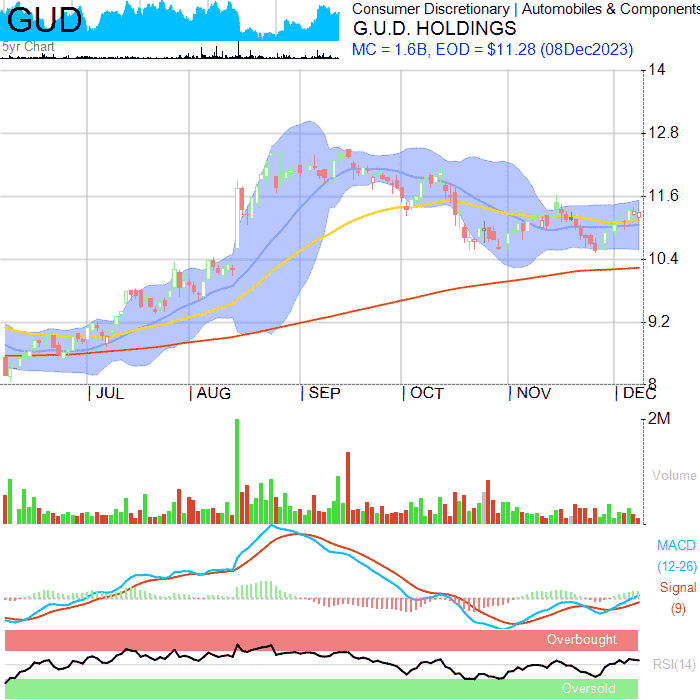 GUD
5yr Chart
Consumer Discretionary | Automobiles & Components
G.U.D. HOLDINGS
MC = 1.6B, EOD = $11.28 (08Dec2023)
14
12.8
11.6
10.4
9.2
8
JUL
AUG
SEP
OCT
NOV
DEC
2M
Volume
MACD
(12-26)
Signal
(9)
Overbought
RSI(14)
Oversold